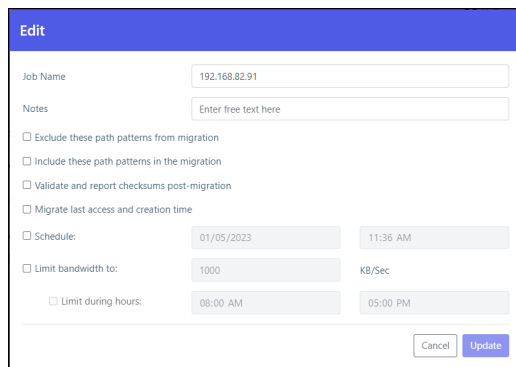 Edit
Job Name 192.168.82.91
Notes Enter free text here
Exclude these path patterns from migration
Include these path patterns in the migration
Validate and report checksums post-migration
Migrate last access and creation time
Schedule: 01/05/2023 11:36 AM
Limit bandwidth to: 1000 KB/Sec
Limit during hours: 08:00 AM 05:00 PM
Cancel Update